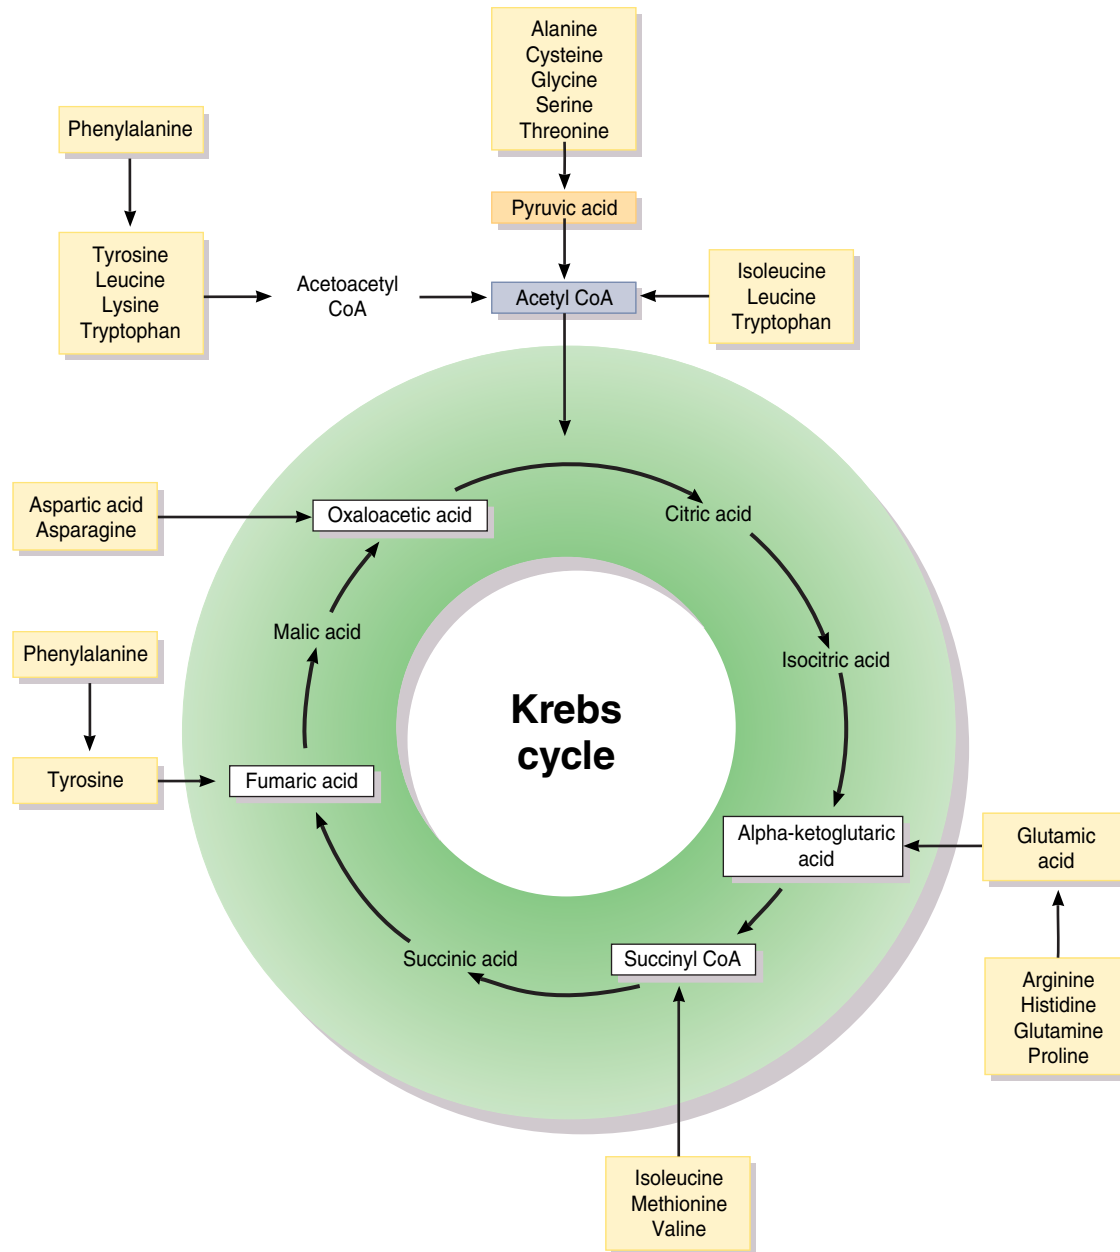 Alanine
Cysteine
Glycine
Serine
Threonine
Phenylalanine
Pyruvic acid
Tyrosine
Leucine
Lysine
Tryptophan
Acetoacetyl
CoA
Acetyl CoA
Isoleucine
Leucine
Tryptophan
Aspartic acid
Asparagine
Oxaloacetic acid
Citric acid
Malic acid
Phenylalanine
Isocitric acid
Krebs
cycle
Tyrosine
Fumaric acid
Alpha-ketoglutaric
acid
Glutamic
acid
Succinic acid
Succinyl CoA
Arginine
Histidine
Glutamine
Proline
Isoleucine
Methionine
Valine